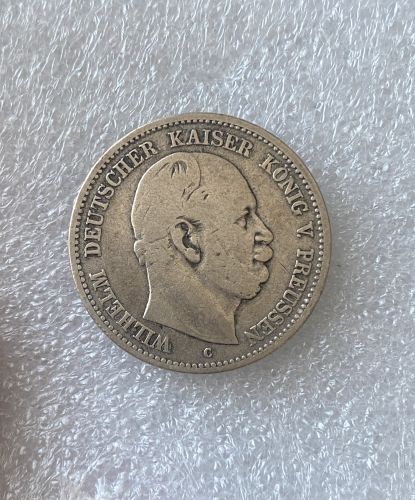 WILHELM DEUTSCHER KAISER KÖNIG V. PREUSSEN
C